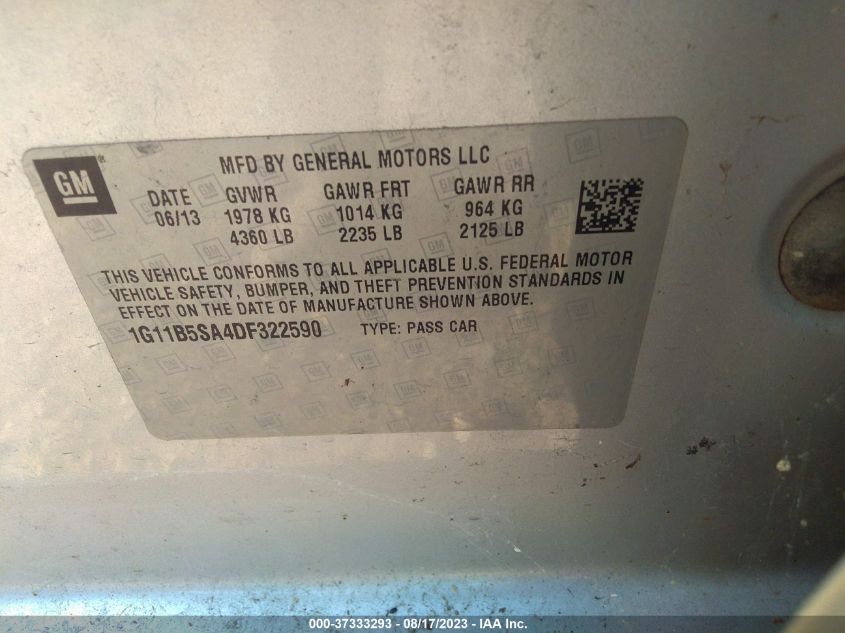 GM
MFD BY GENERAL MOTORS LLC
DATE GVWR GAWR FRT GAWR RR
06/13 1978 KG 1014 KG 964 KG
4360 LB 2235 LB 2125 LB
THIS VEHICLE CONFORMS TO ALL APPLICABLE U.S. FEDERAL MOTOR
VEHICLE SAFETY, BUMPER, AND THEFT PREVENTION STANDARDS IN
EFFECT ON THE DATE OF MANUFACTURE SHOWN ABOVE.
1G11B5SA4DF322590 TYPE: PASS CAR
000-37333293 - 08/17/2023 - IAA Inc.